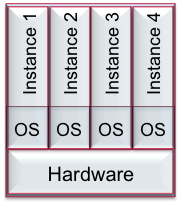 Instance 1
Instance 2
Instance 3
Instance 4
OS OS OS OS
Hardware